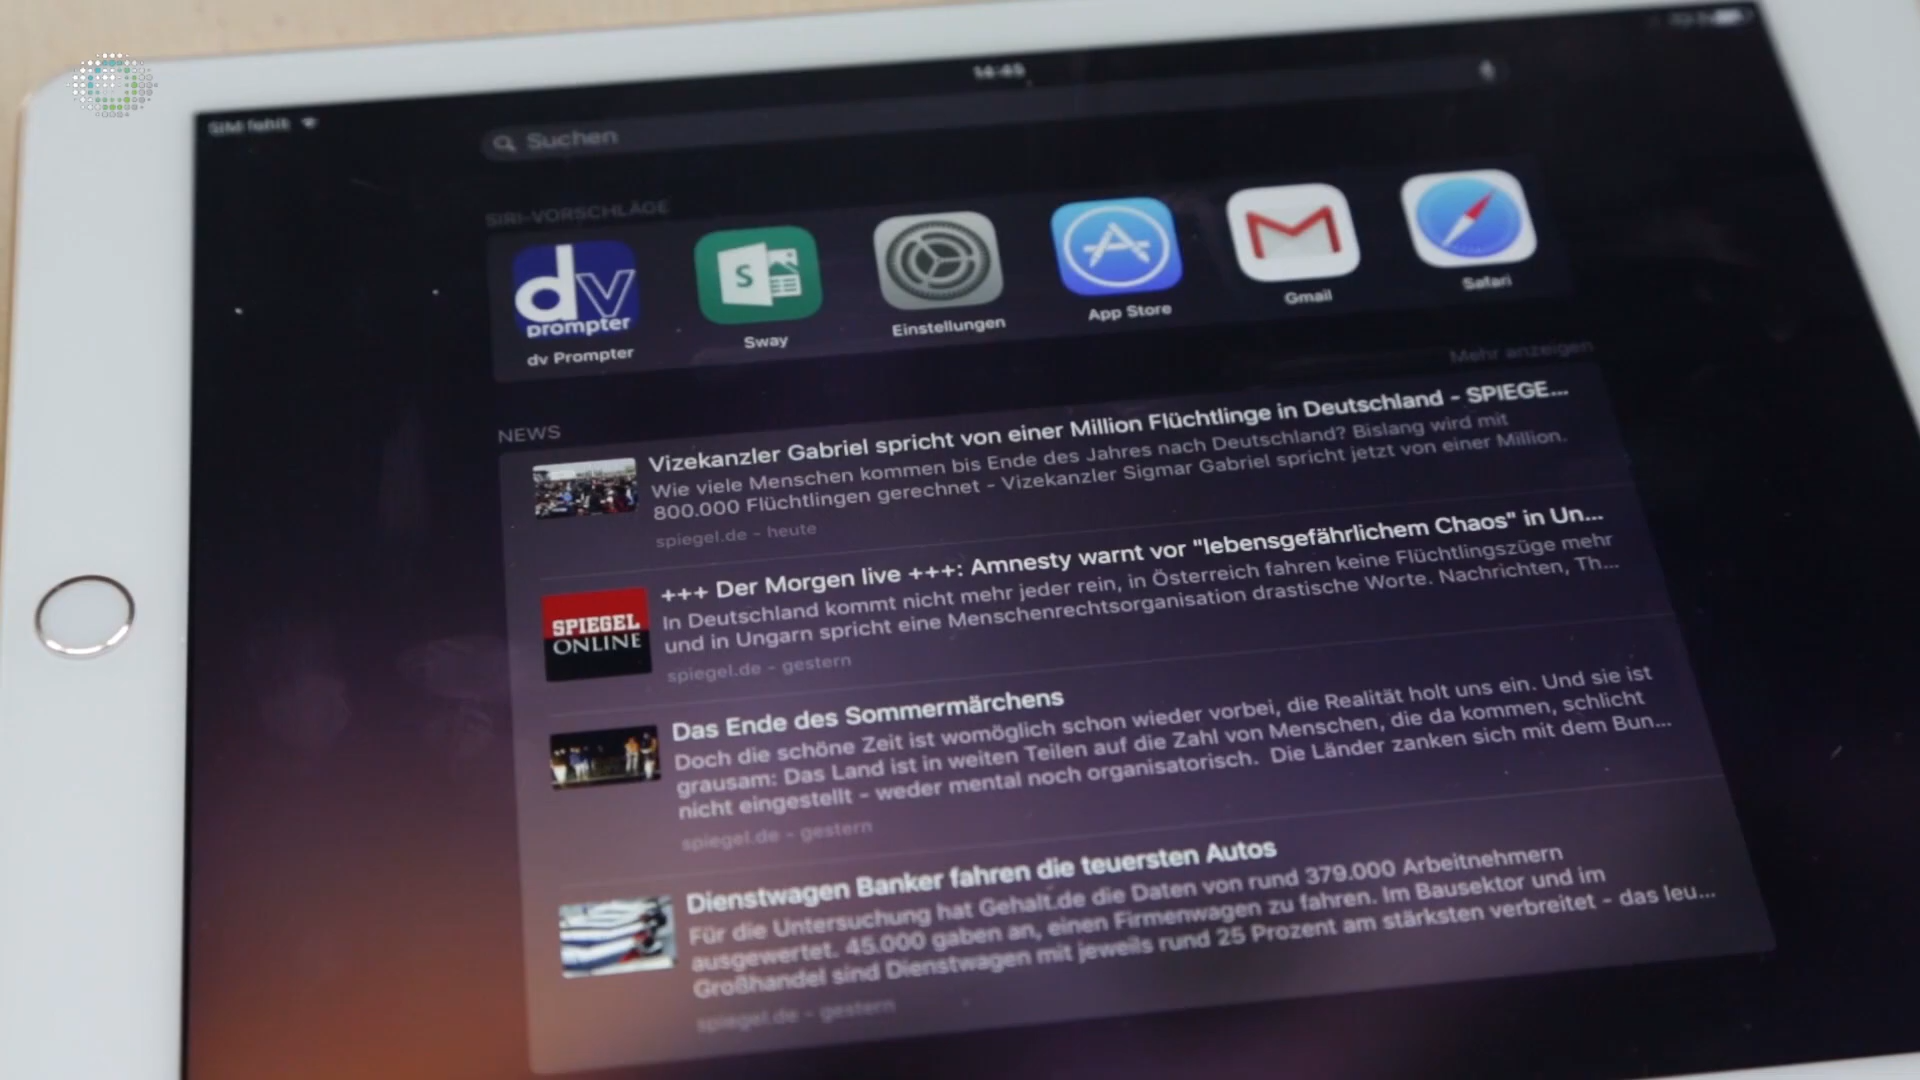 SIM fehlt
14:45
Suchen
SIRI-VORSCHLÄGE
dv
prompter
S
dv Prompter
Sway
Einstellungen
App Store
Gmail
Safari
Mehr anzeigen
NEWS
Vizekanzler Gabriel spricht von einer Million Flüchtlinge in Deutschland - SPIEGE...
Wie viele Menschen kommen bis Ende des Jahres nach Deutschland? Bislang wird mit
800.000 Flüchtlingen gerechnet - Vizekanzler Sigmar Gabriel spricht jetzt von einer Million.
spiegel.de - heute
SPIEGEL
ONLINE
+++ Der Morgen live +++: Amnesty warnt vor "lebensgefährlichem Chaos" in Un...
In Deutschland kommt nicht mehr jeder rein, in Österreich fahren keine Flüchtlingszüge mehr
und in Ungarn spricht eine Menschenrechtsorganisation drastische Worte. Nachrichten, Th...
spiegel.de - gestern
Das Ende des Sommermärchens
Doch die schöne Zeit ist womöglich schon wieder vorbei, die Realität holt uns ein. Und sie ist
grausam: Das Land ist in weiten Teilen auf die Zahl von Menschen, die da kommen, schlicht
nicht eingestellt - weder mental noch organisatorisch. Die Länder zanken sich mit dem Bun...
spiegel.de - gestern
Dienstwagen Banker fahren die teuersten Autos
Für die Untersuchung hat Gehalt.de die Daten von rund 379.000 Arbeitnehmern
ausgewertet. 45.000 gaben an, einen Firmenwagen zu fahren. Im Bausektor und im
Großhandel sind Dienstwagen mit jeweils rund 25 Prozent am stärksten verbreitet - das leu...
spiegel.de - gestern